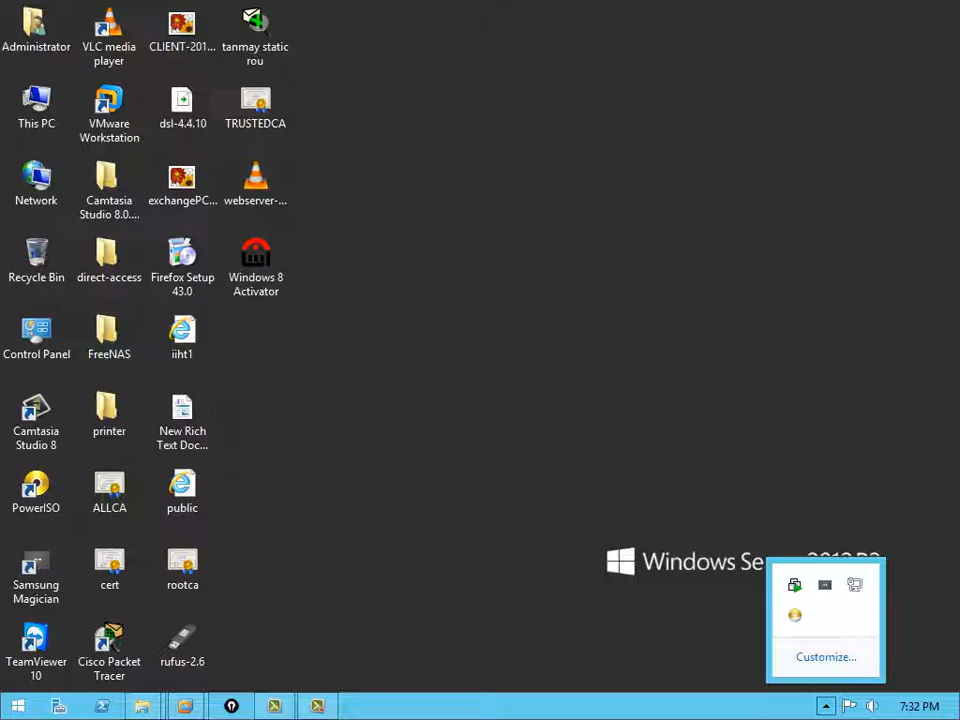 Administrator
VLC media
player
CLIENT-201...
tanmay static
rou
This PC
VMware
Workstation
dsl-4.4.10
TRUSTEDCA
Network
Camtasia
Studio 8.0....
exchangePC...
webserver-...
Recycle Bin
direct-access
Firefox Setup
43.0
Windows 8
Activator
Control Panel
FreeNAS
iiht1
Camtasia
Studio 8
printer
New Rich
Text Doc...
PowerISO
ALLCA
public
Samsung
Magician
cert
rootca
TeamViewer
10
Cisco Packet
Tracer
rufus-2.6
Windows Se
Customize...
7:32 PM